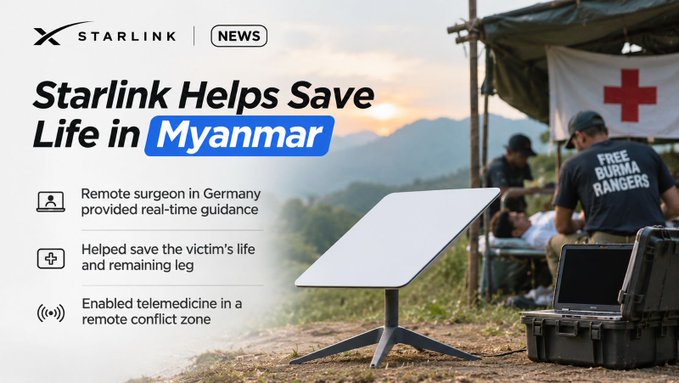 STARLINK
NEWS
Starlink Helps Save
Life in Myanmar
Remote surgeon in Germany
provided real-time guidance
Helped save the victim's life
and remaining leg
Enabled telemedicine in a
remote conflict zone
FREE
BURMA
RANGERS